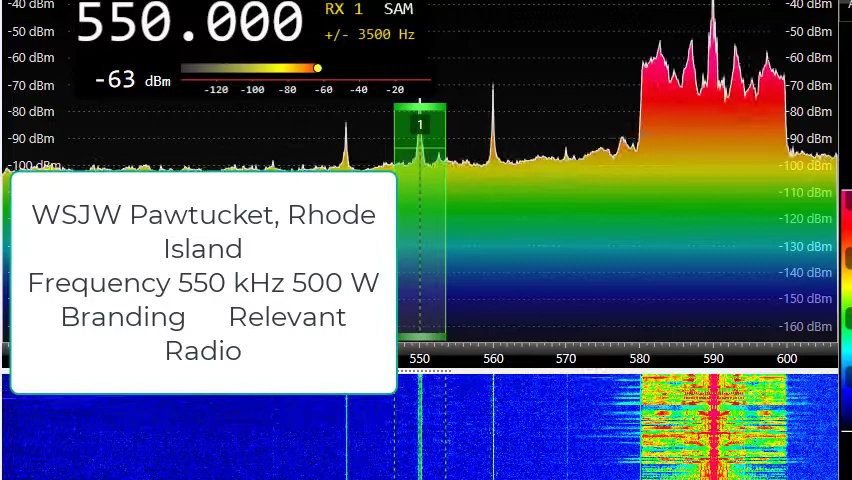 -40 dBm
550.000
RX 1 SAM
+/- 3500 Hz
-40 dBm
-50 dBm
-50 dBm
-60 dBm
-60 dBm
-63 dBm
-120 -100 -80 -60 -40 -20
-70 dBm
-70 dBm
-80 dBm
-80 dBm
1
-90 dBm
-90 dBm
-100 dBm
-100 dBm
-110 dBm
-120 dBm
-130 dBm
-140 dBm
-150 dBm
-160 dBm
WSJW Pawtucket, Rhode
Island
Frequency 550 kHz 500 W
Branding Relevant
Radio
550 560 570 580 590 600